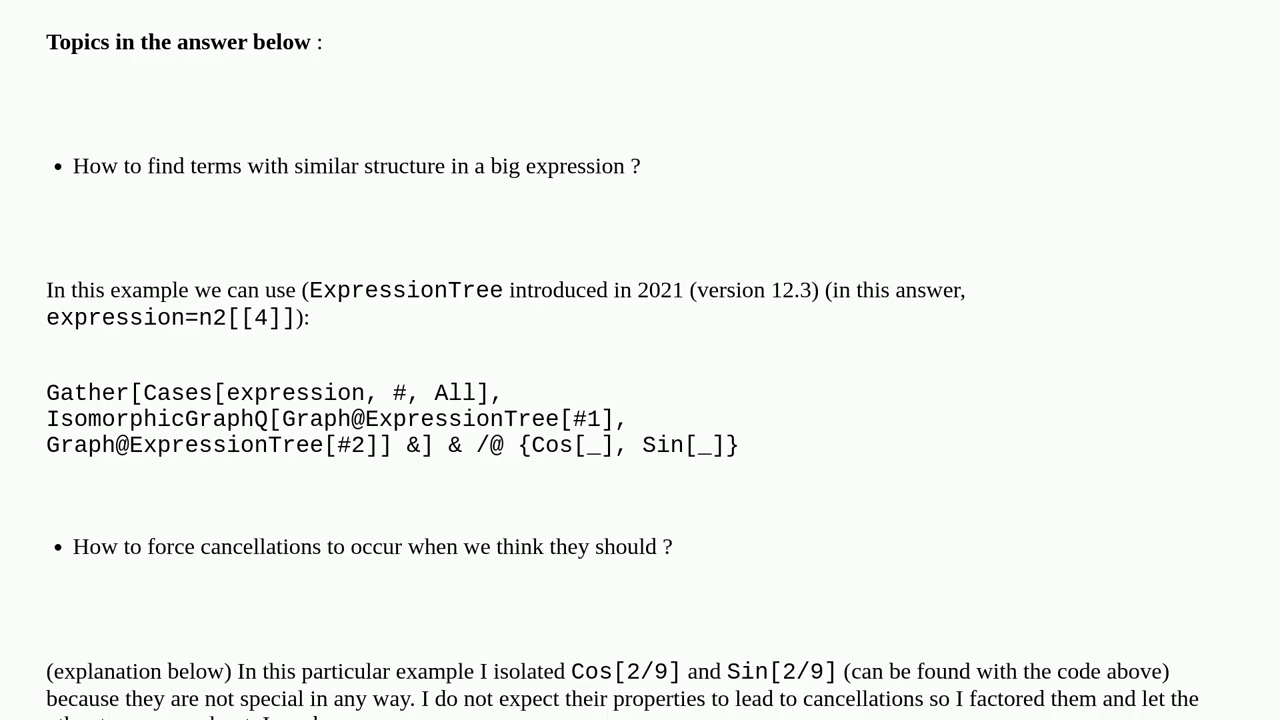 Topics in the answer below :
• How to find terms with similar structure in a big expression ?
In this example we can use (ExpressionTree introduced in 2021 (version 12.3) (in this answer,
expression=n2[[4]]):
Gather[Cases[expression, #, All],
IsomorphicGraphQ[Graph@ExpressionTree[#1],
Graph@ExpressionTree[#2]] &] & /@ {Cos[_], Sin[_]}
• How to force cancellations to occur when we think they should ?
(explanation below) In this particular example I isolated Cos[2/9] and Sin[2/9] (can be found with the code above)
because they are not special in any way. I do not expect their properties to lead to cancellations so I factored them and let the